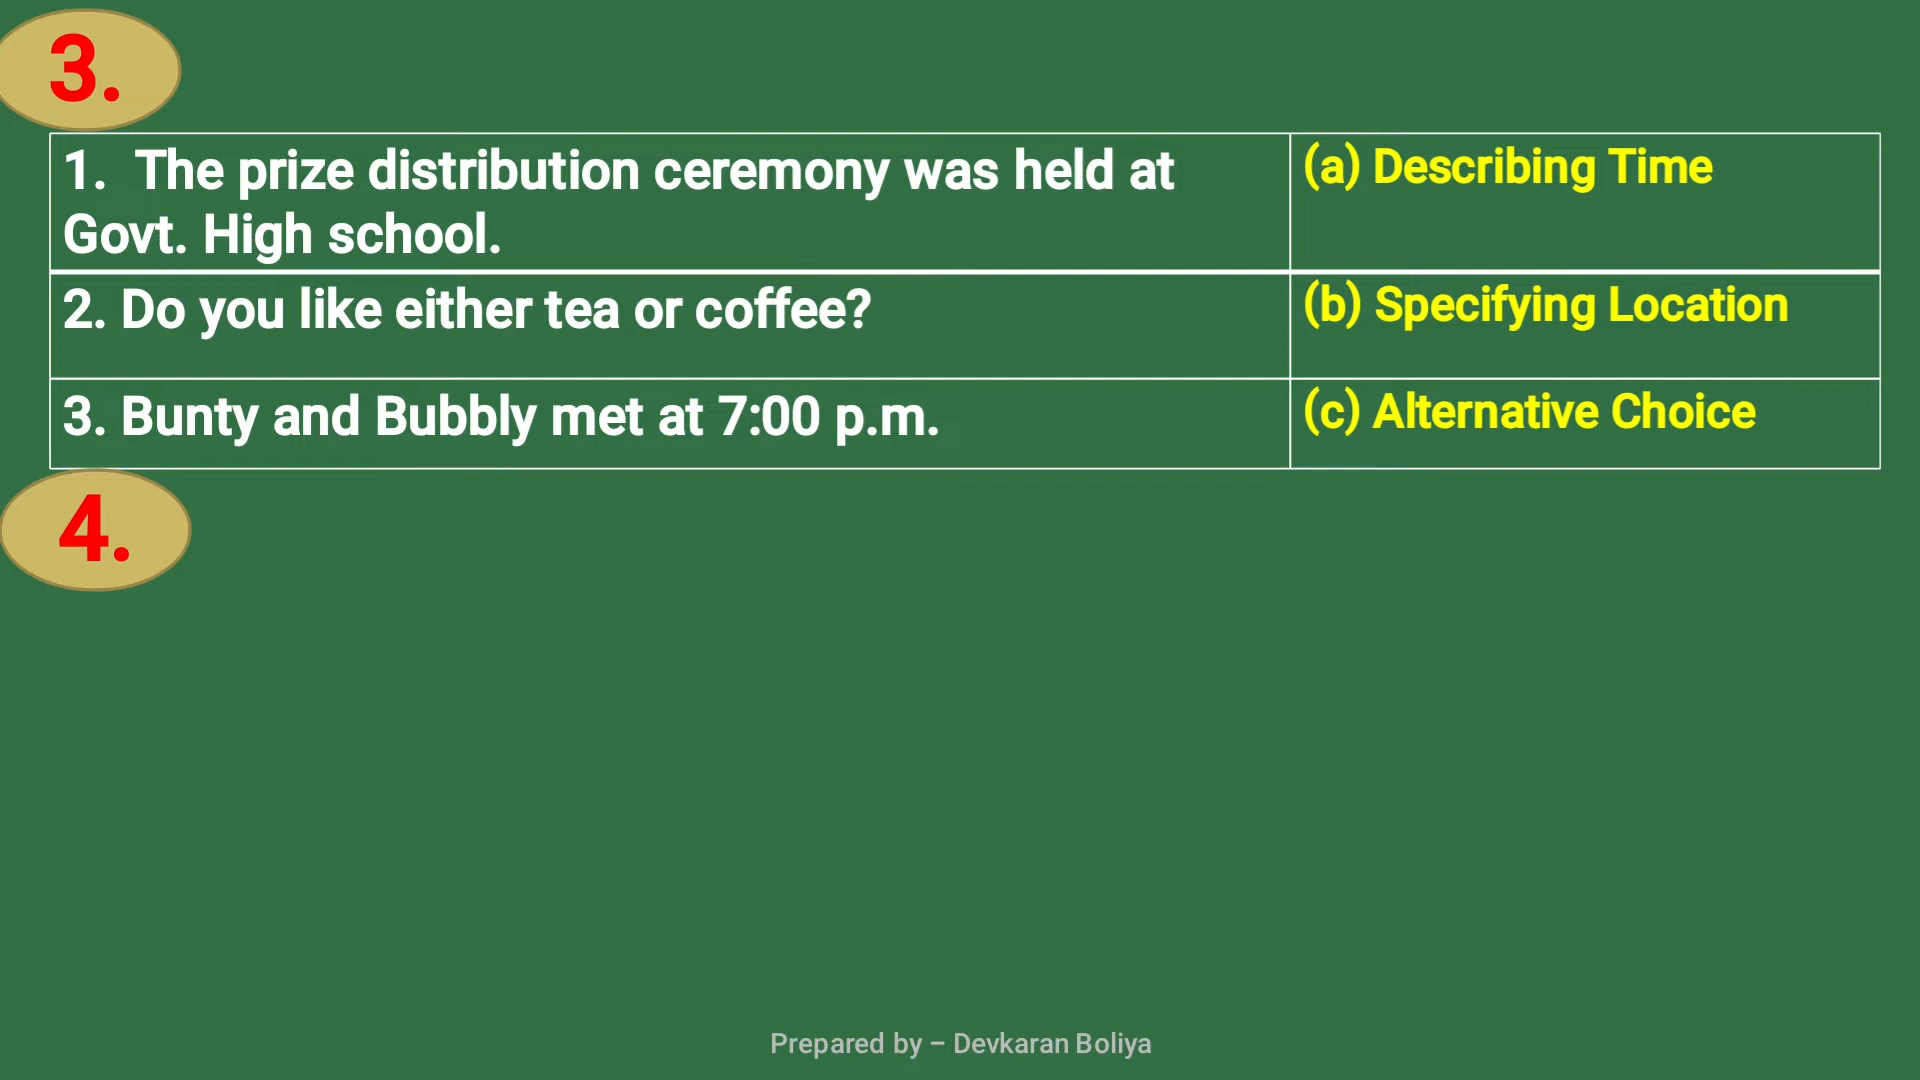 3.
1. The prize distribution ceremony was held at
Govt. High school.
(a) Describing Time
2. Do you like either tea or coffee?
(b) Specifying Location
3. Bunty and Bubbly met at 7:00 p.m.
(c) Alternative Choice
4.
Prepared by – Devkaran Boliya